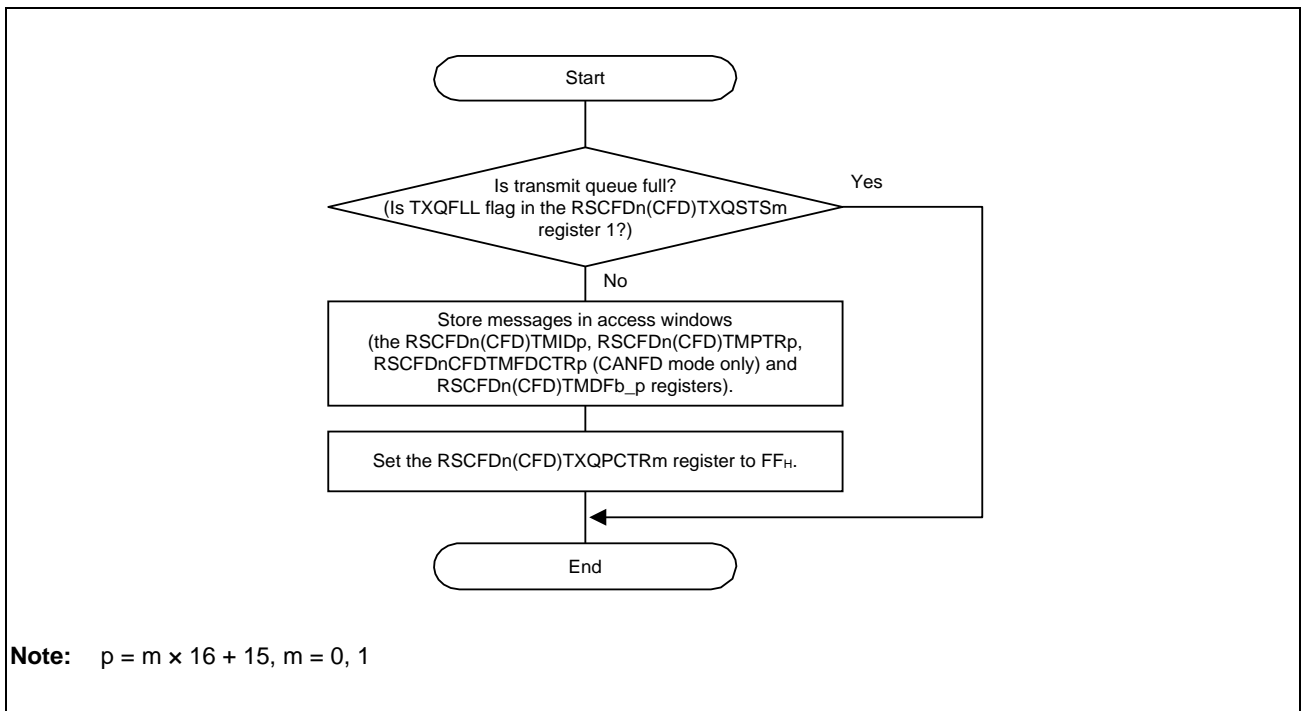 Start
Is transmit queue full?
(Is TXQFLL flag in the RSCFDn(CFD)TXQSTSm
register 1?)
Yes
No
Store messages in access windows
(the RSCFDn(CFD)TMIDp, RSCFDn(CFD)TMPTRp,
RSCFDnCFDTMFDCTRp (CANFD mode only) and
RSCFDn(CFD)TMDFb_p registers).
Set the RSCFDn(CFD)TXQPCTRm register to FFH.
End
Note: p = m × 16 + 15, m = 0, 1